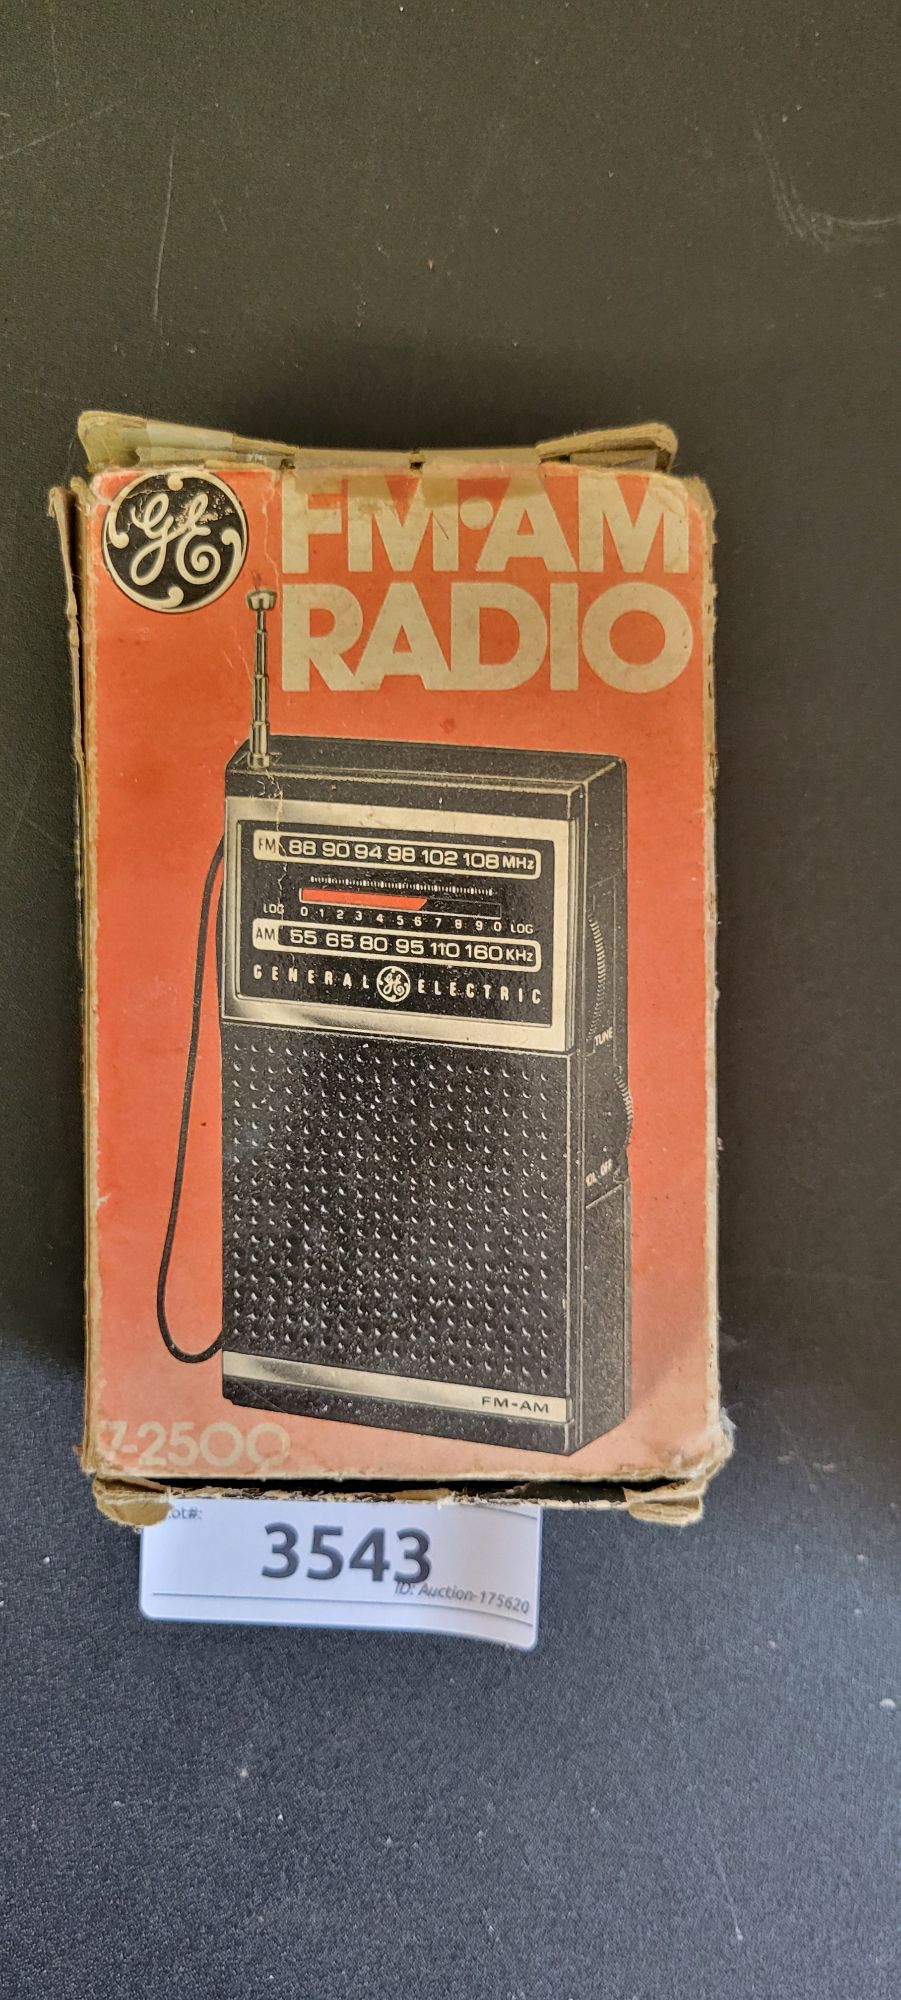 GE
FM·AM
RADIO
FM 88 90 94 98 102 108 MHz
LOG 0 1 2 3 4 5 6 7 8 9 0 LOG
AM 55 65 80 95 110 160 KHz
GENERAL GE ELECTRIC
TUNE
OFF
FM-AM
7-2500
3543
ID: Auction-175620